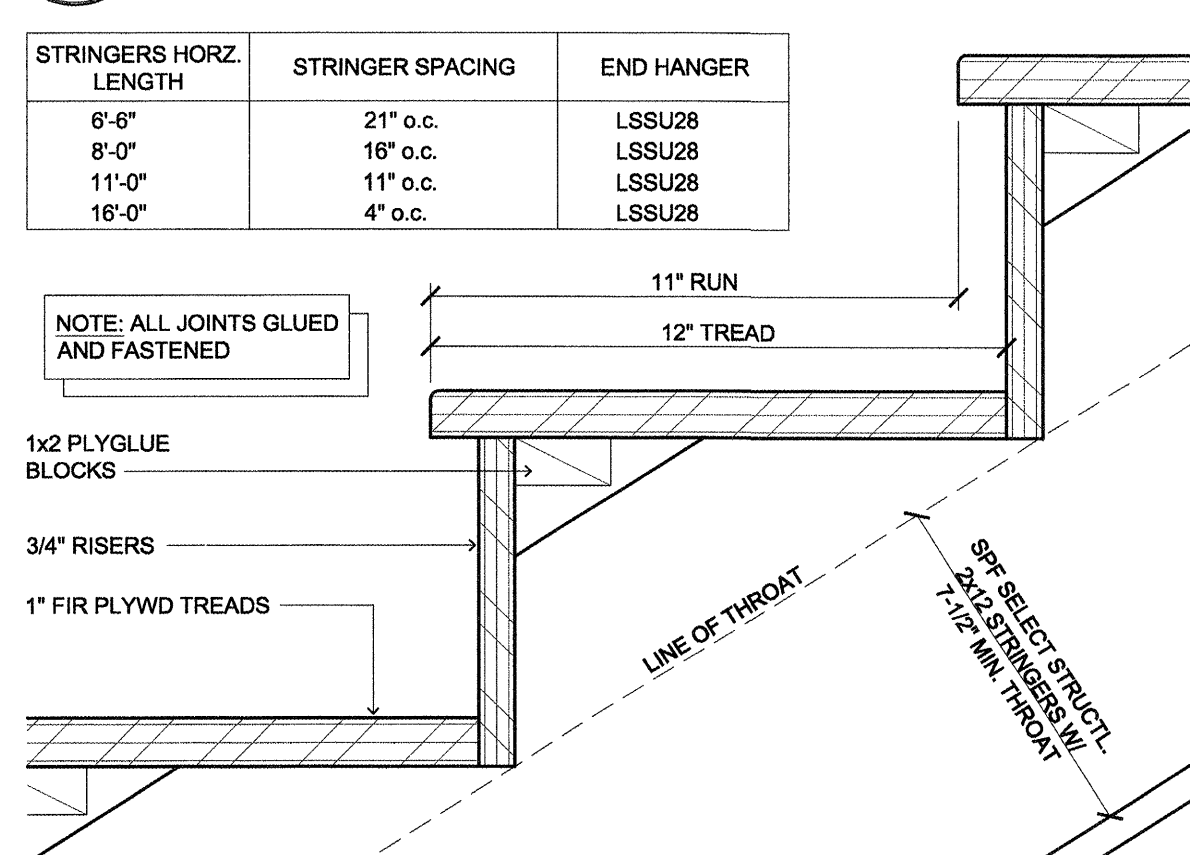 STRINGERS HORZ. LENGTH STRINGER SPACING END HANGER
6'-6" 21" o.c. LSSU28
8'-0" 16" o.c. LSSU28
11'-0" 11" o.c. LSSU28
16'-0" 4" o.c. LSSU28
11" RUN
12" TREAD
NOTE: ALL JOINTS GLUED
AND FASTENED
1x2 PLYGLUE
BLOCKS
3/4" RISERS
1" FIR PLYWD TREADS
LINE OF THROAT
SPF SELECT STRUCTL.
2x12 STRINGERS W/
7-1/2" MIN. THROAT